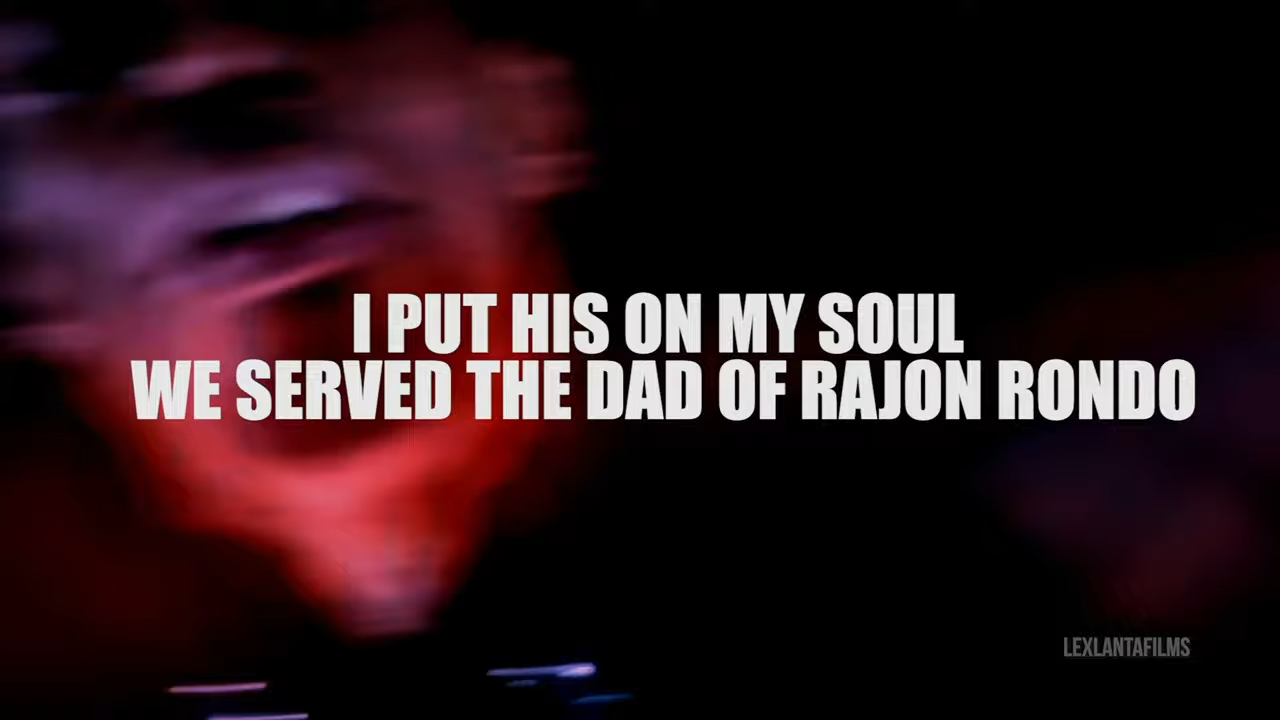 I PUT HIS ON MY SOUL
WE SERVED THE DAD OF RAJON RONDO
LEXLANTAFILMS